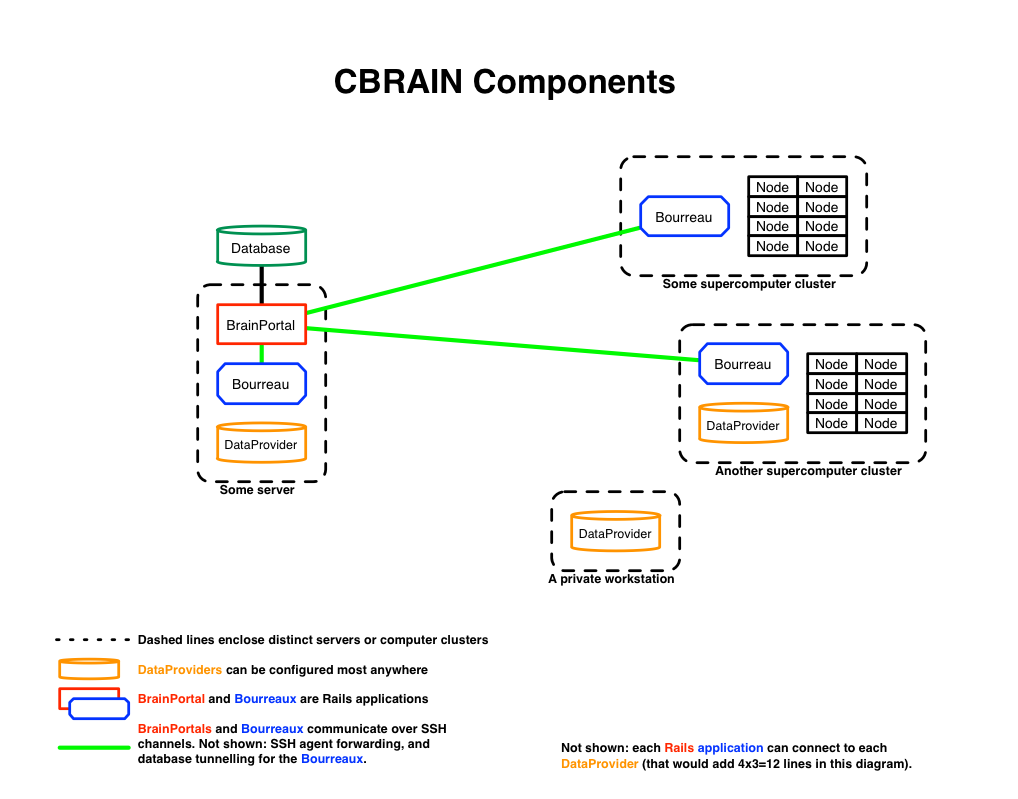 CBRAIN Components
Database
BrainPortal
Bourreau
DataProvider
Some server
Bourreau
Node Node
Node Node
Node Node
Node Node
Some supercomputer cluster
Bourreau
DataProvider
Node Node
Node Node
Node Node
Node Node
Another supercomputer cluster
DataProvider
A private workstation
Dashed lines enclose distinct servers or computer clusters
DataProviders can be configured most anywhere
BrainPortal and Bourreaux are Rails applications
BrainPortals and Bourreaux communicate over SSH
channels. Not shown: SSH agent forwarding, and
database tunnelling for the Bourreaux.
Not shown: each Rails application can connect to each
DataProvider (that would add 4x3=12 lines in this diagram).